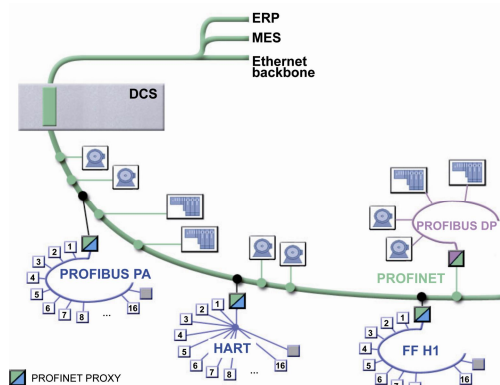 ERP
MES
Ethernet
backbone
DCS
PROFIBUS PA
1
2
3
4
5
6
7
8
...
16
HART
1
2
3
4
5
6
7
8
...
16
PROFIBUS DP
PROFINET
FF H1
1
2
3
4
5
6
7
8
...
16
PROFINET PROXY